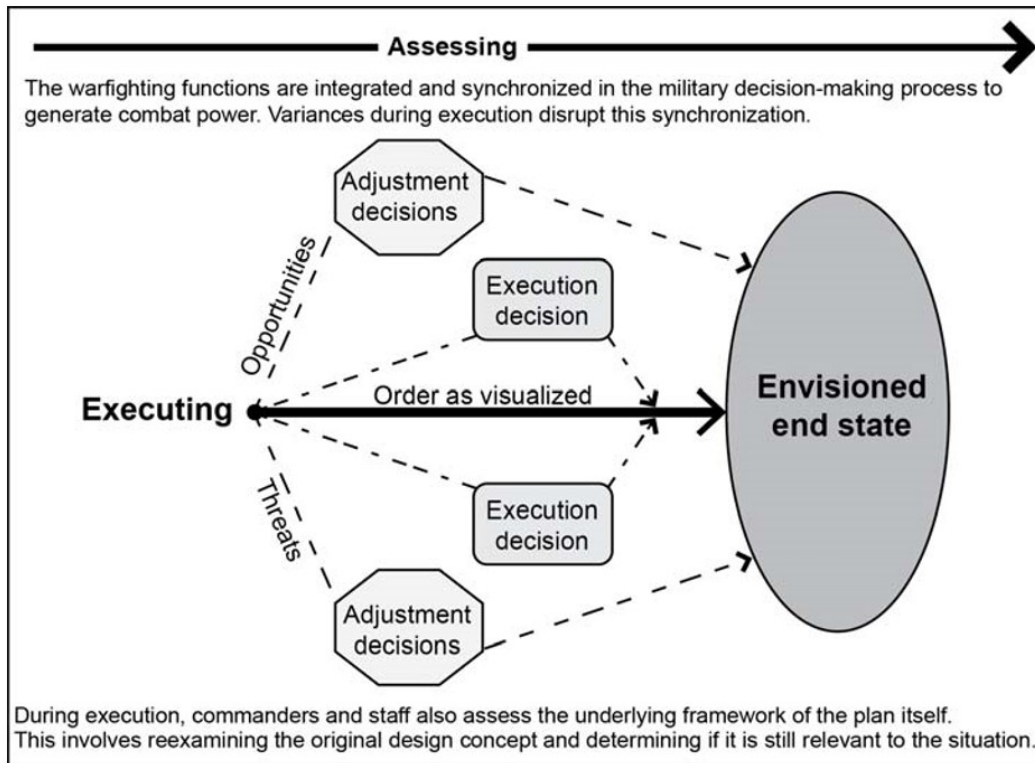 Assessing
The warfighting functions are integrated and synchronized in the military decision-making process to
generate combat power. Variances during execution disrupt this synchronization.
Adjustment
decisions
Opportunities
Execution
decision
Executing
Order as visualized
Envisioned
end state
Threats
Execution
decision
Adjustment
decisions
During execution, commanders and staff also assess the underlying framework of the plan itself.
This involves reexamining the original design concept and determining if it is still relevant to the situation.